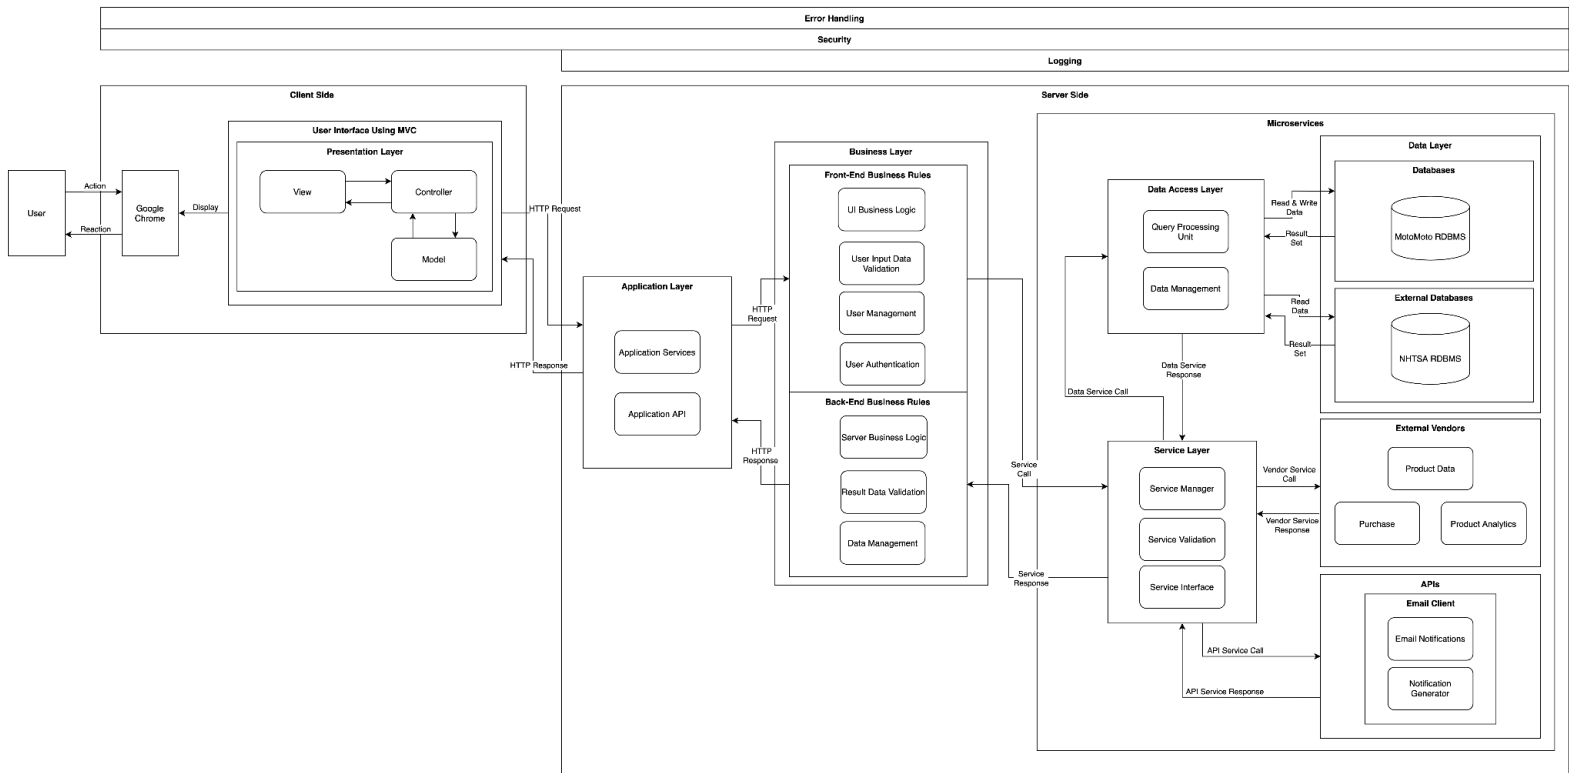 Error Handling
Security
Logging
Client Side
Server Side
User Interface Using MVC
Presentation Layer
View
Controller
Model
User
Action
Reaction
Google
Chrome
Display
HTTP Request
HTTP Response
Application Layer
Application Services
Application API
HTTP
Request
HTTP
Response
Business Layer
Front-End Business Rules
UI Business Logic
User Input Data
Validation
User Management
User Authentication
Back-End Business Rules
Server Business Logic
Result Data Validation
Data Management
Service
Call
Service
Response
Microservices
Data Access Layer
Query Processing
Unit
Data Management
Data Service
Response
Data Service Call
Read & Write
Data
Result
Set
Read
Data
Result
Set
Data Layer
Databases
MotoMoto RDBMS
External Databases
NHTSA RDBMS
Service Layer
Service Manager
Service Validation
Service Interface
Vendor Service
Call
Vendor Service
Response
External Vendors
Product Data
Purchase
Product Analytics
API Service Call
API Service Response
APIs
Email Client
Email Notifications
Notification
Generator